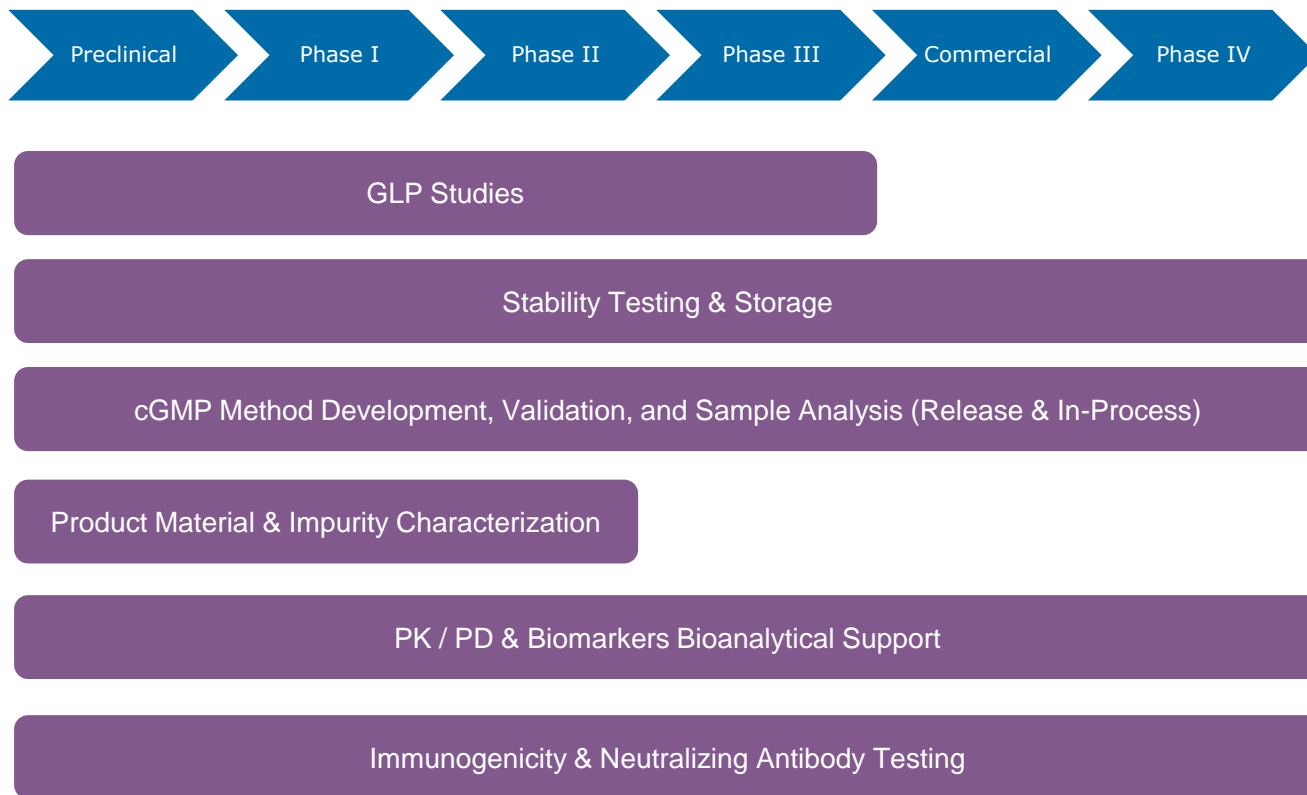 Preclinical
Phase I
Phase II
Phase III
Commercial
Phase IV
GLP Studies
Stability Testing & Storage
cGMP Method Development, Validation, and Sample Analysis (Release & In-Process)
Product Material & Impurity Characterization
PK / PD & Biomarkers Bioanalytical Support
Immunogenicity & Neutralizing Antibody Testing